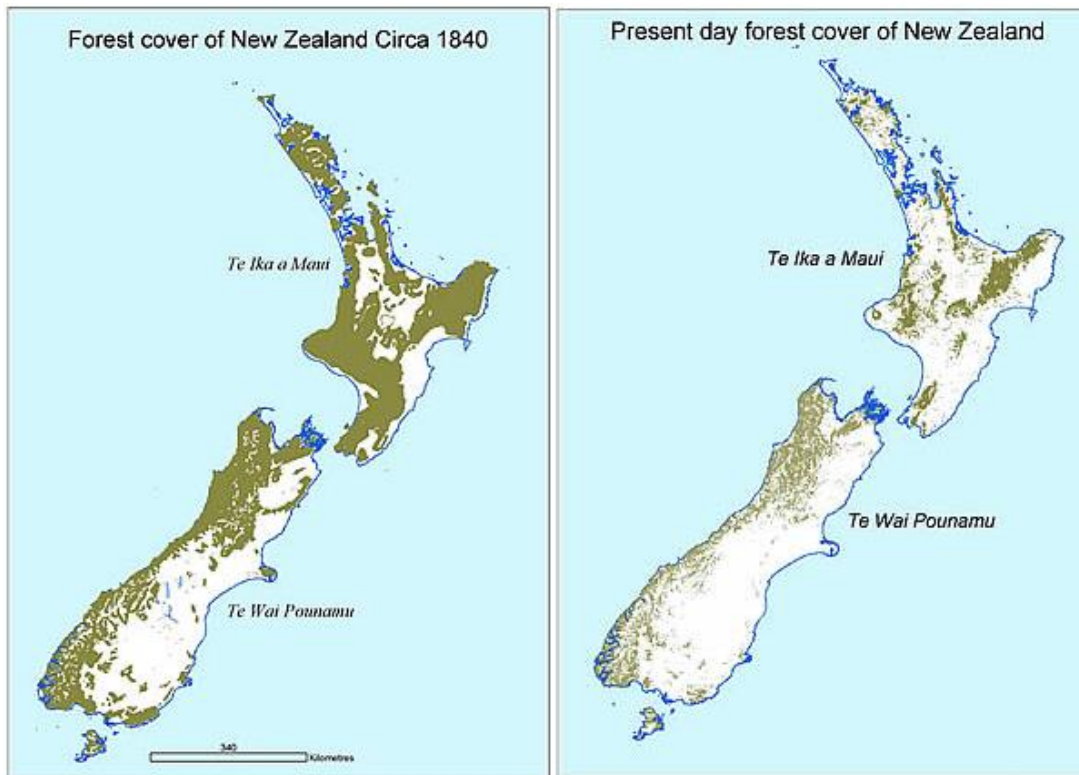 Forest cover of New Zealand Circa 1840
Te Ika a Maui
Te Wai Pounamu
340
Kilometres
Present day forest cover of New Zealand
Te Ika a Maui
Te Wai Pounamu